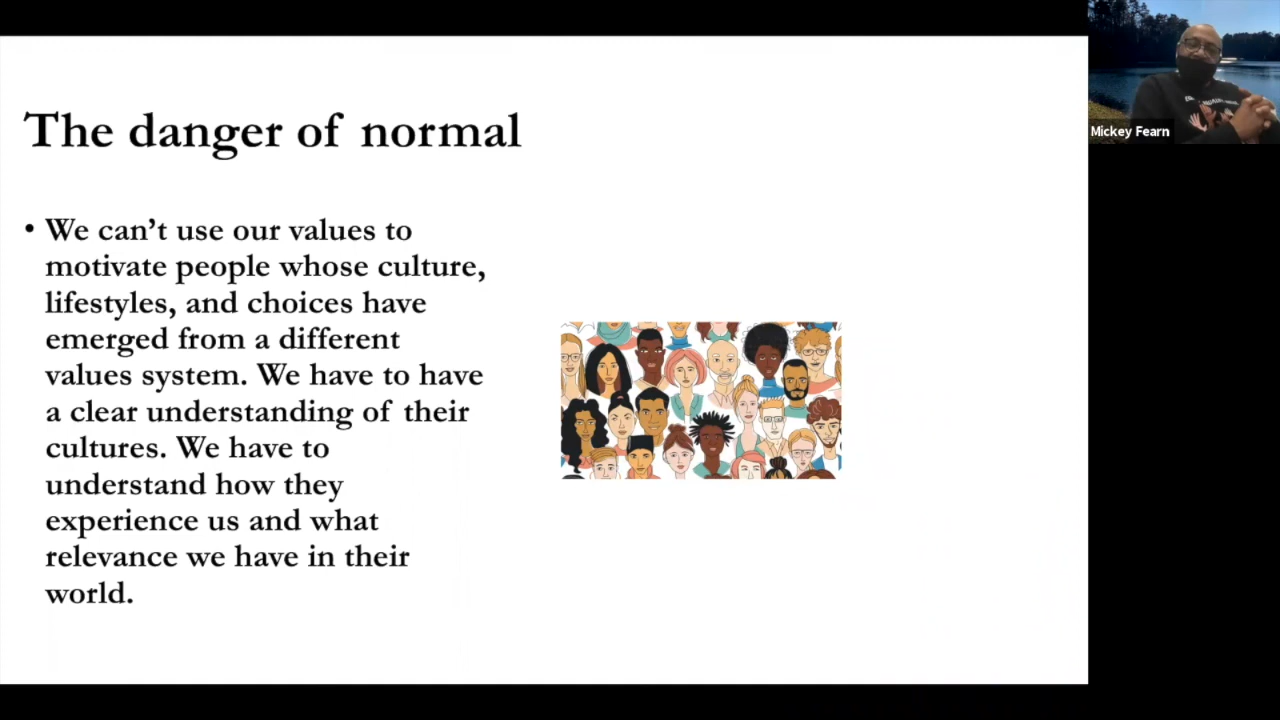 The danger of normal
• We can't use our values to
motivate people whose culture,
lifestyles, and choices have
emerged from a different
values system. We have to have
a clear understanding of their
cultures. We have to
understand how they
experience us and what
relevance we have in their
world.
Mickey Fearn